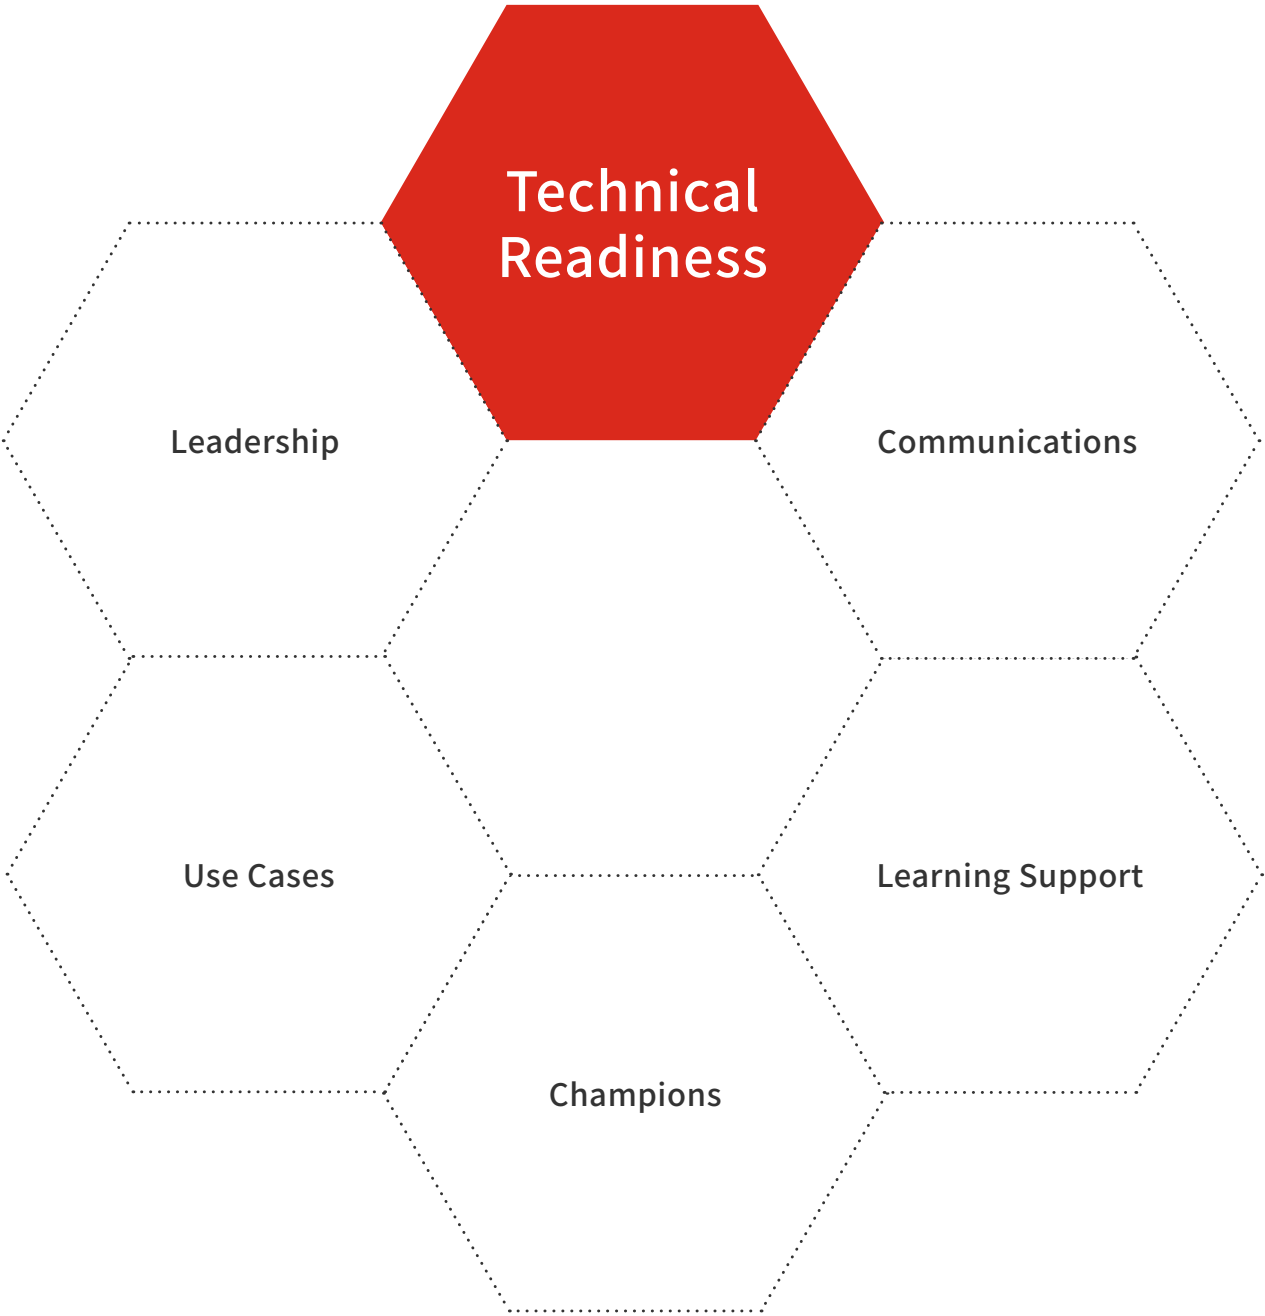 Technical
Readiness
Leadership
Communications
Use Cases
Learning Support
Champions